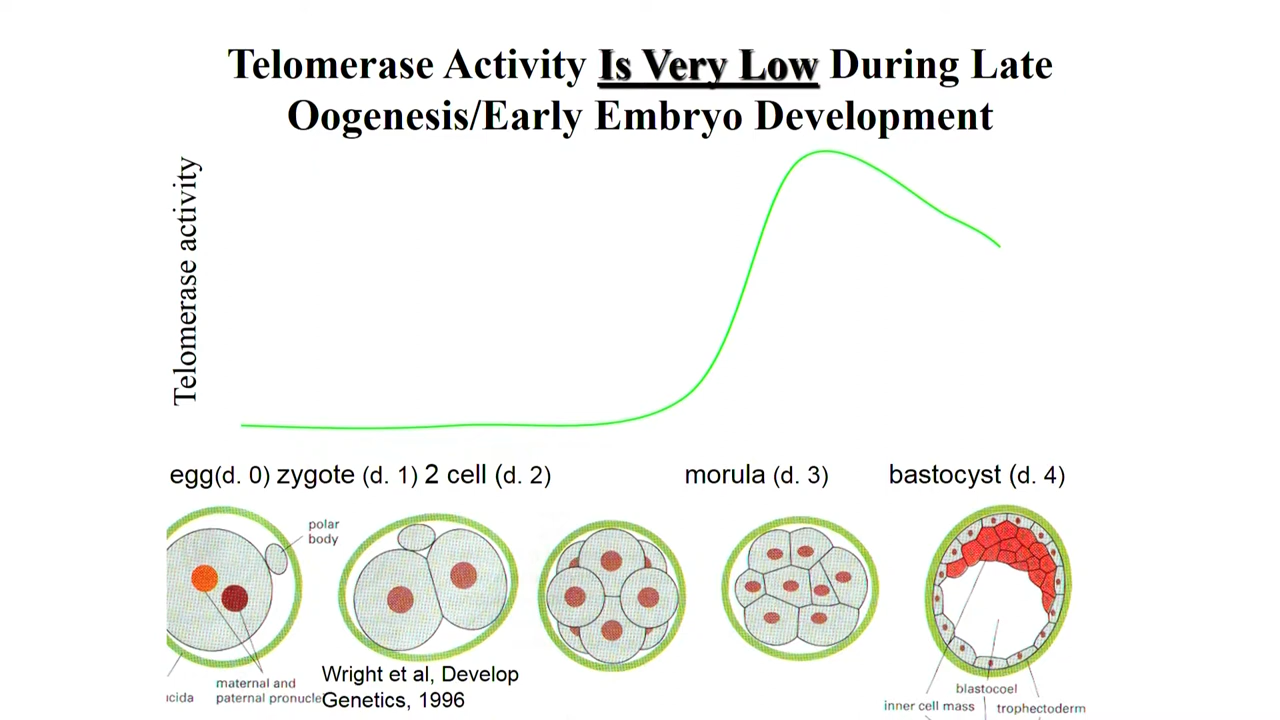 Telomerase Activity Is Very Low During Late
Oogenesis/Early Embryo Development
Telomerase activity
egg(d. 0) zygote (d. 1) 2 cell (d. 2)
morula (d. 3)
bastocyst (d. 4)
polar
body
maternal and
paternal pronucle
ucida
Wright et al, Develop
Genetics, 1996
blastocoel
inner cell mass
trophectoderm